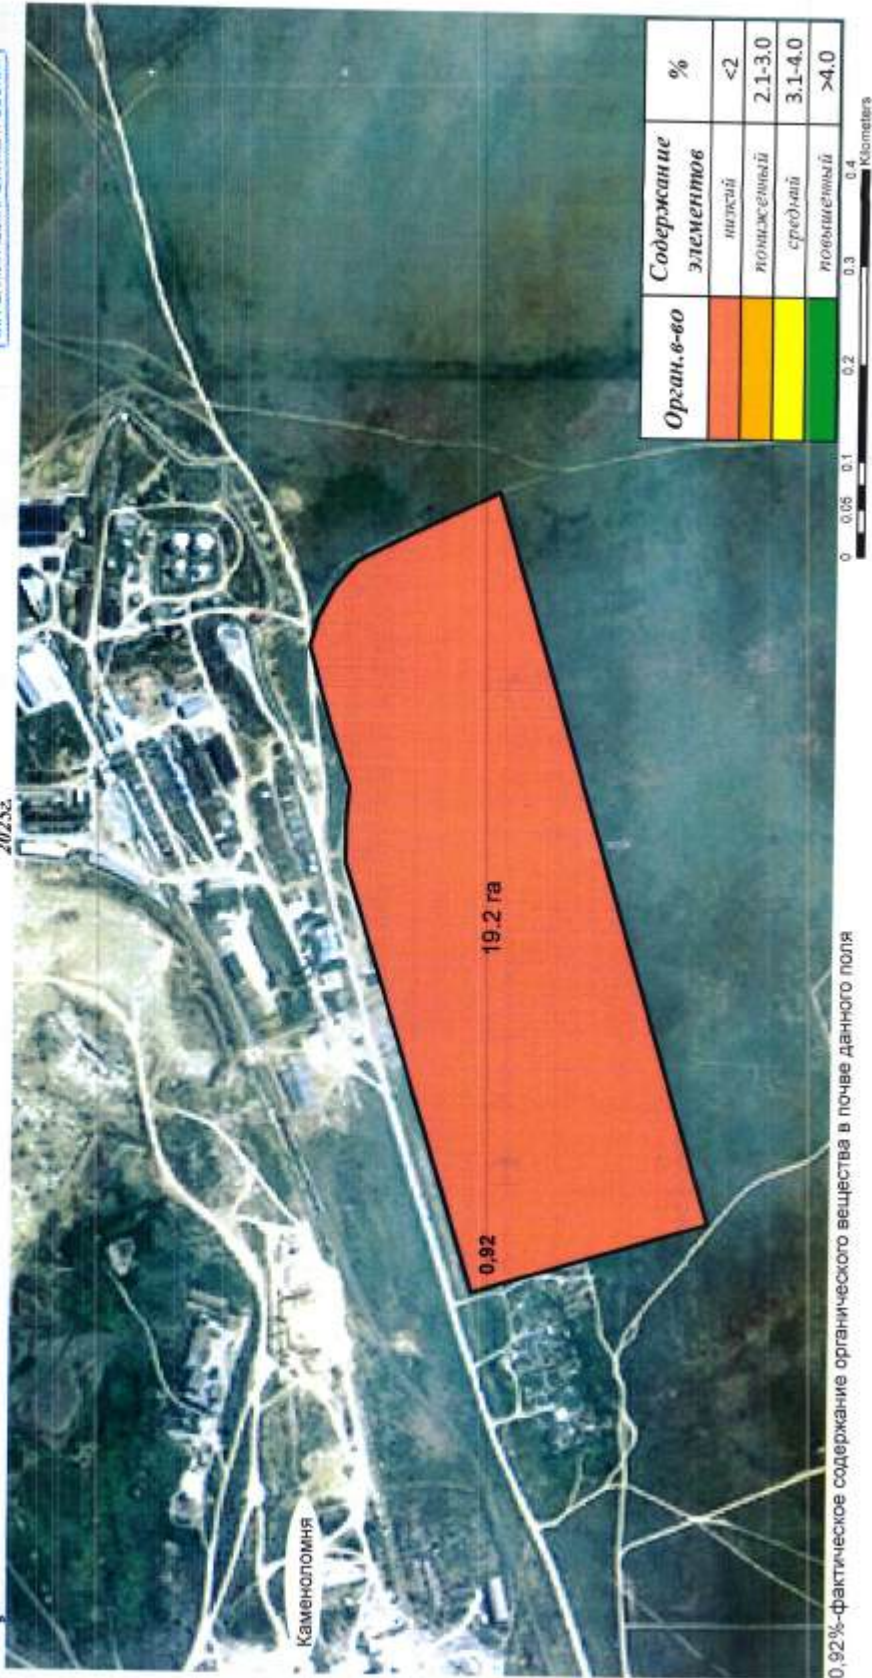 2025г.
Каменоломня
0,92
19.2 га
Орган.в-во Содержание элементов %
низкий <2
пониженный 2.1-3.0
средний 3.1-4.0
повышенный >4.0
0 0.05 0.1 0.2 0.3 0.4
Kilometers
0,92%-фактическое содержание органического вещества в почве данного поля